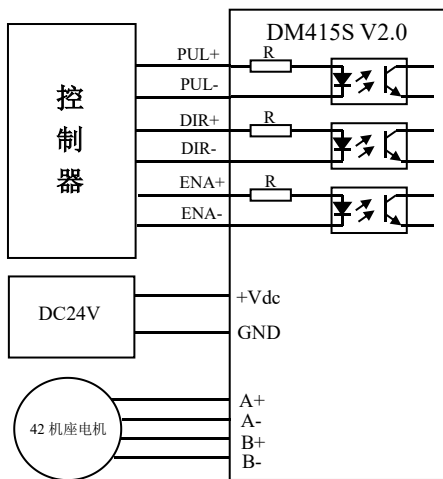 DM415S V2.0
控制器
PUL+
R
PUL-
DIR+
R
DIR-
ENA+
R
ENA-
DC24V
+Vdc
GND
42 机座电机
A+
A-
B+
B-